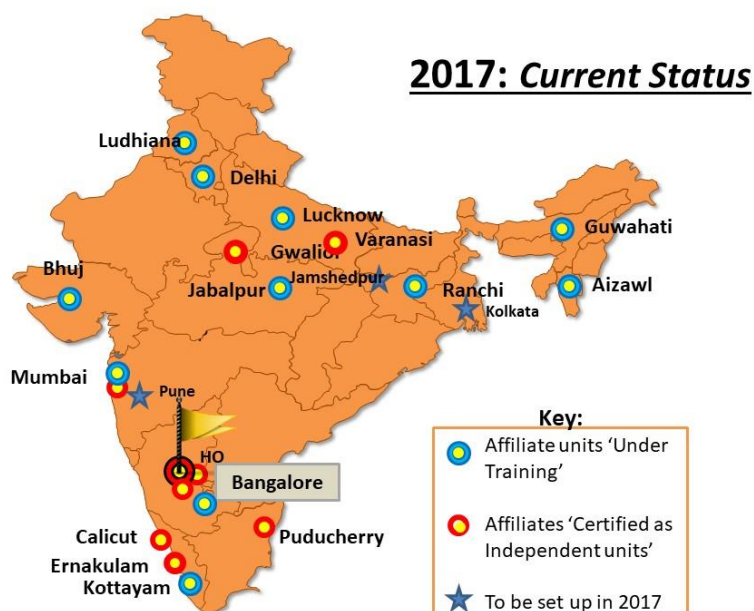 2017: Current Status
Ludhiana
Delhi
Lucknow
Guwahati
Varanasi
Gwalior
Bhuj
Jamshedpur
Jabalpur
Ranchi
Aizawl
Kolkata
Mumbai
Pune
Key:
HO
Affiliate units ‘Under
Training’
Bangalore
Calicut
Puducherry
Affiliates ‘Certified as
Independent units’
Ernakulam
Kottayam
To be set up in 2017